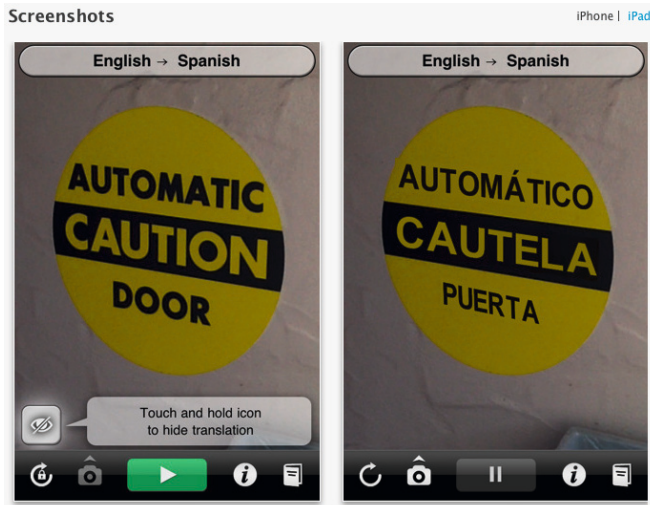 Screenshots
iPhone | iPad
English → Spanish
AUTOMATIC
CAUTION
DOOR
Touch and hold icon
to hide translation
English → Spanish
AUTOMÁTICO
CAUTELA
PUERTA